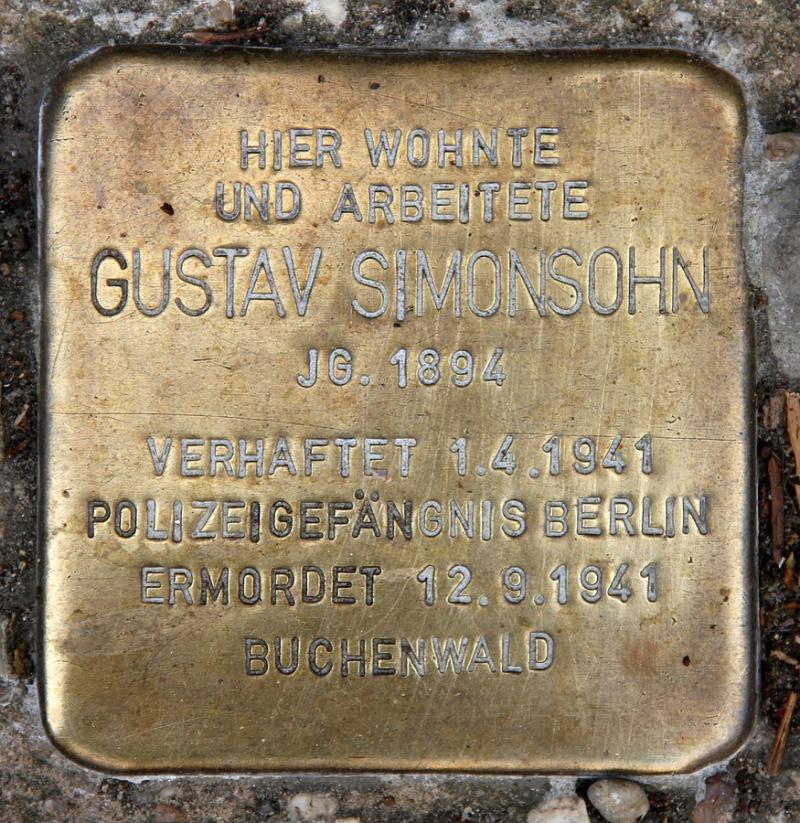 HIER WOHNTE
UND ARBEITETE
GUSTAV SIMONSOHN
JG. 1894
VERHAFTET 1.4.1941
POLIZEIGEFÄNGNIS BERLIN
ERMORDET 12.9.1941
BUCHENWALD